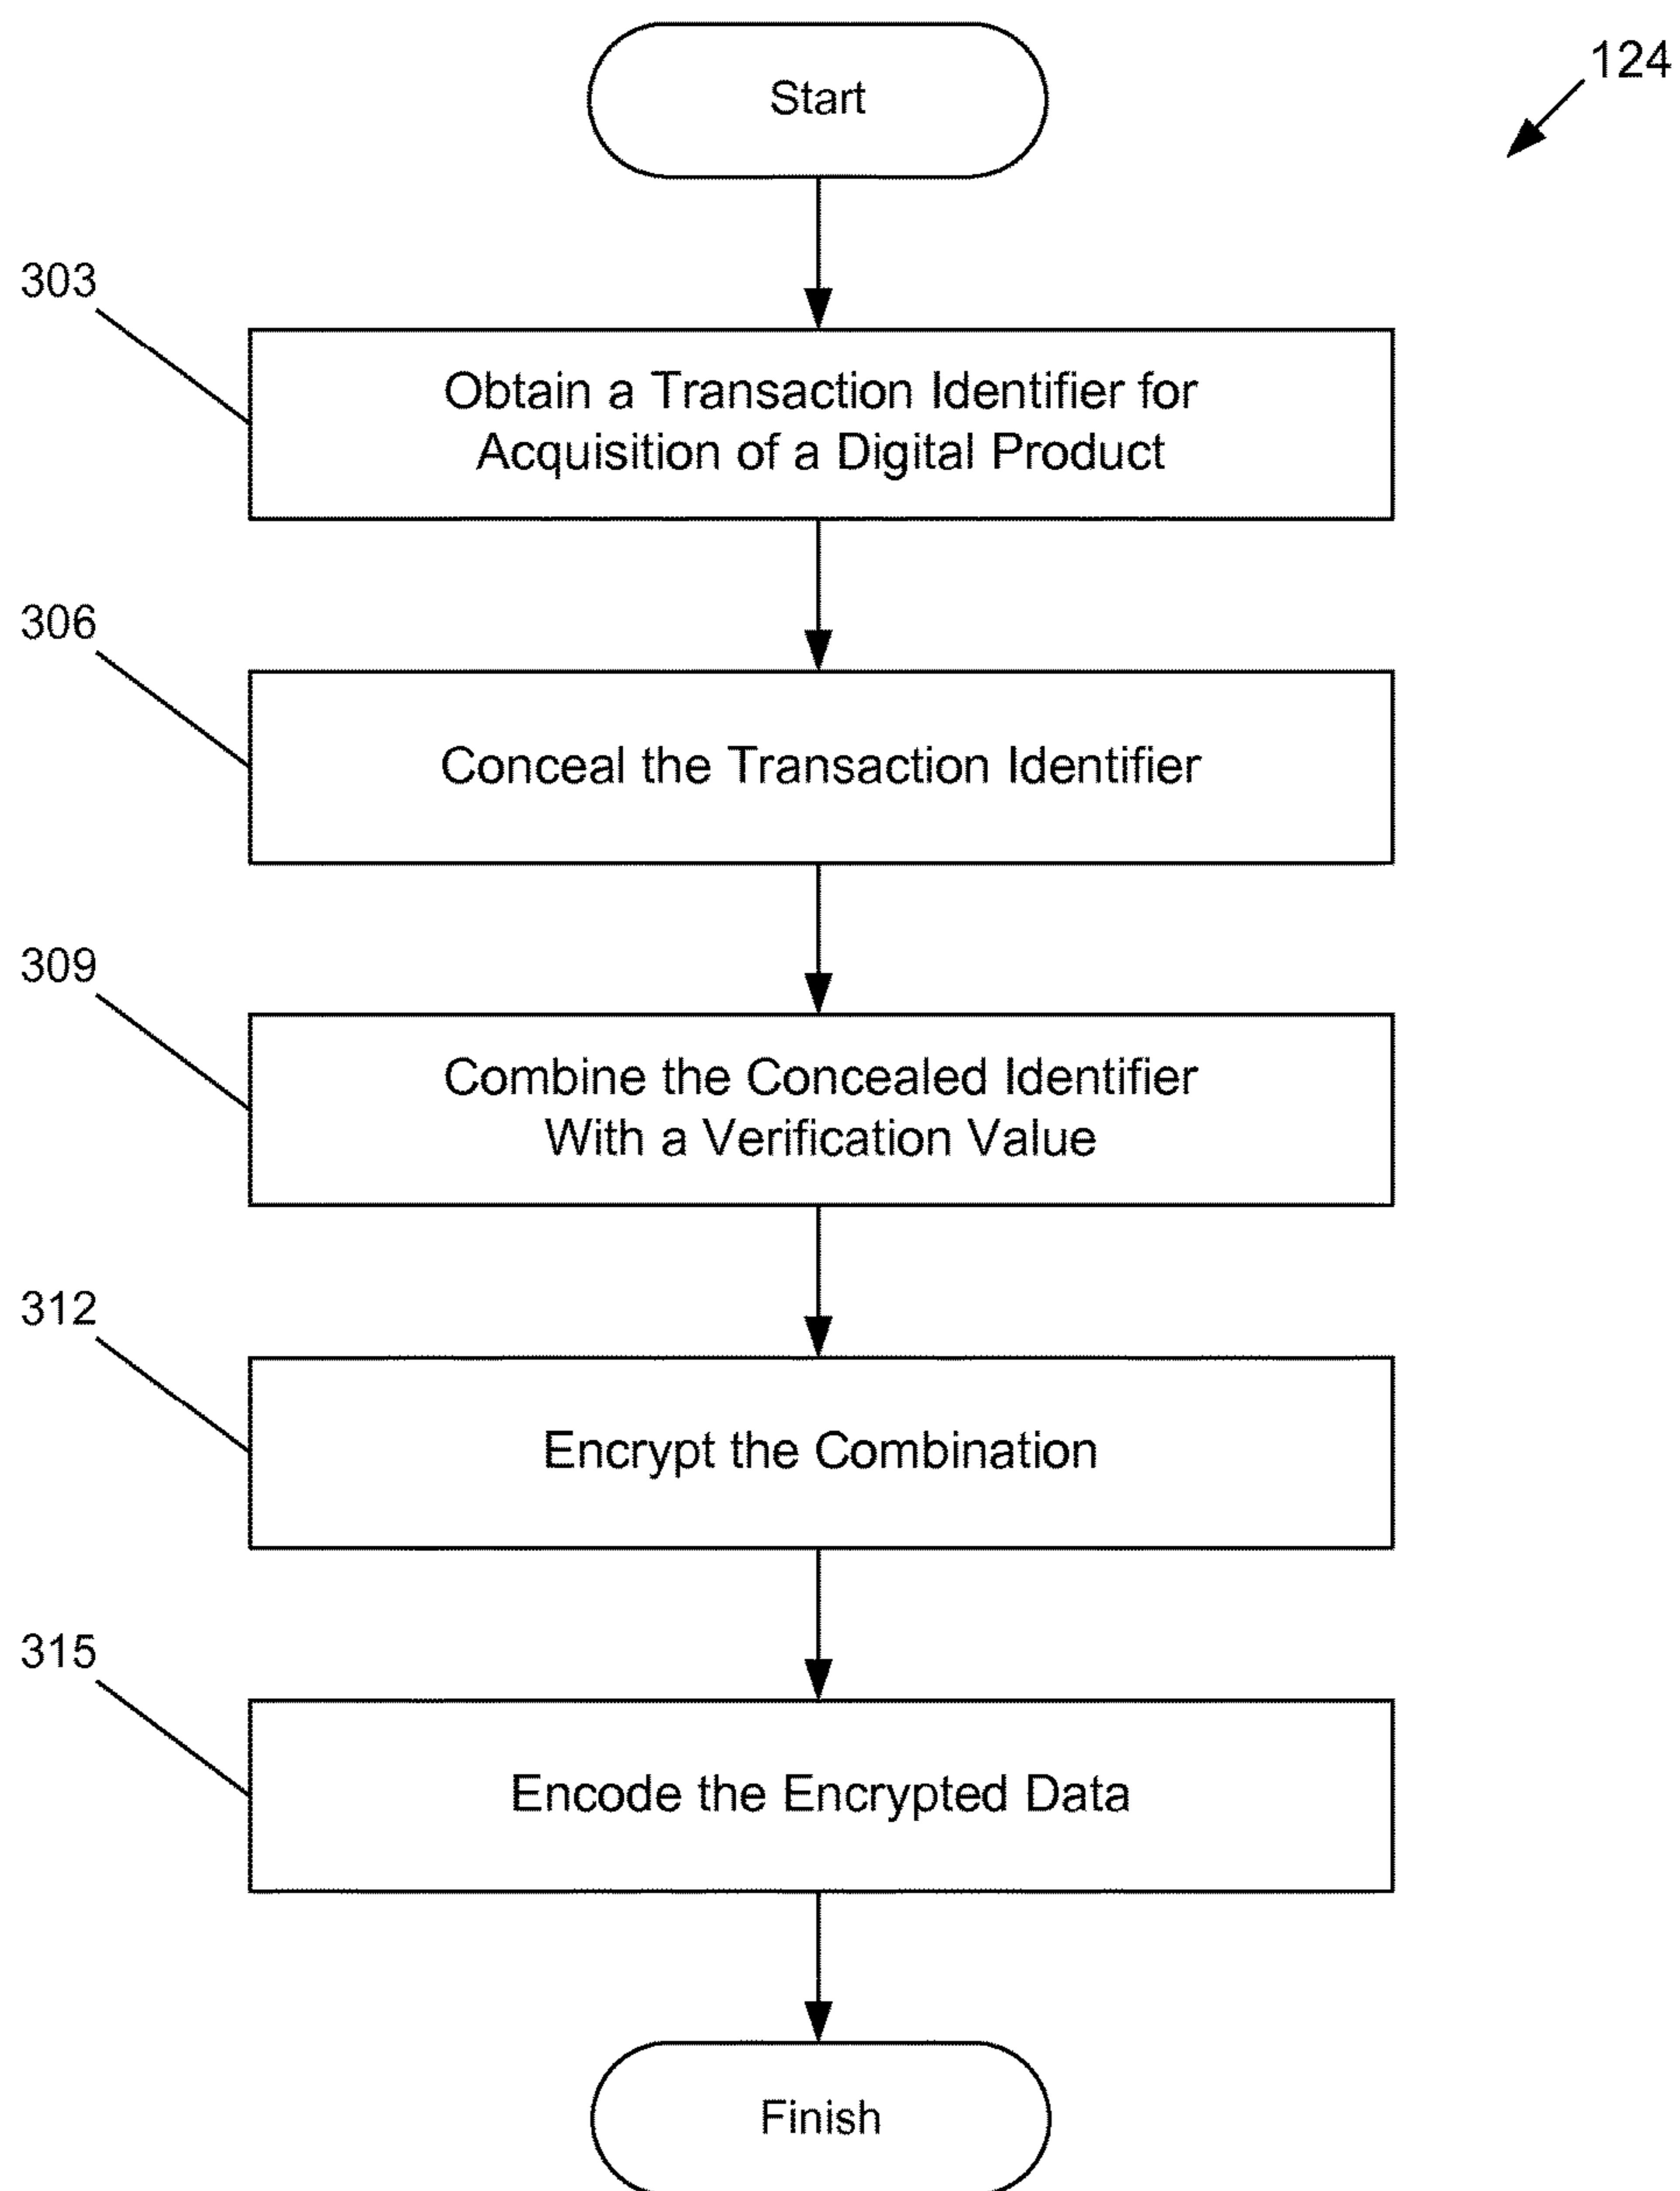 Start
124
303
Obtain a Transaction Identifier for
Acquisition of a Digital Product
306
Conceal the Transaction Identifier
309
Combine the Concealed Identifier
With a Verification Value
312
Encrypt the Combination
315
Encode the Encrypted Data
Finish